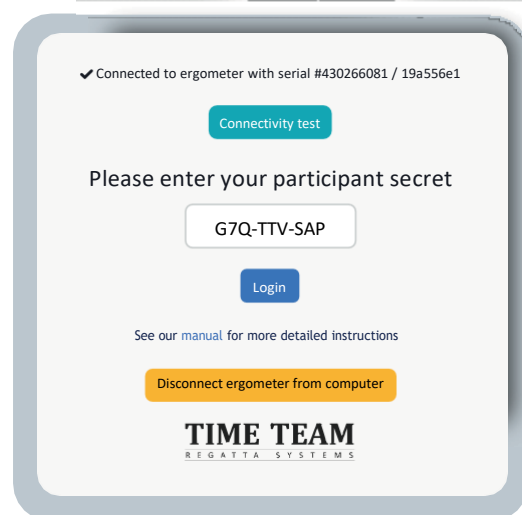 ✔ Connected to ergometer with serial #430266081 / 19a556e1
Connectivity test
Please enter your participant secret
G7Q-TTV-SAP
Login
See our manual for more detailed instructions
Disconnect ergometer from computer
TIME TEAM
REGATTA SYSTEMS